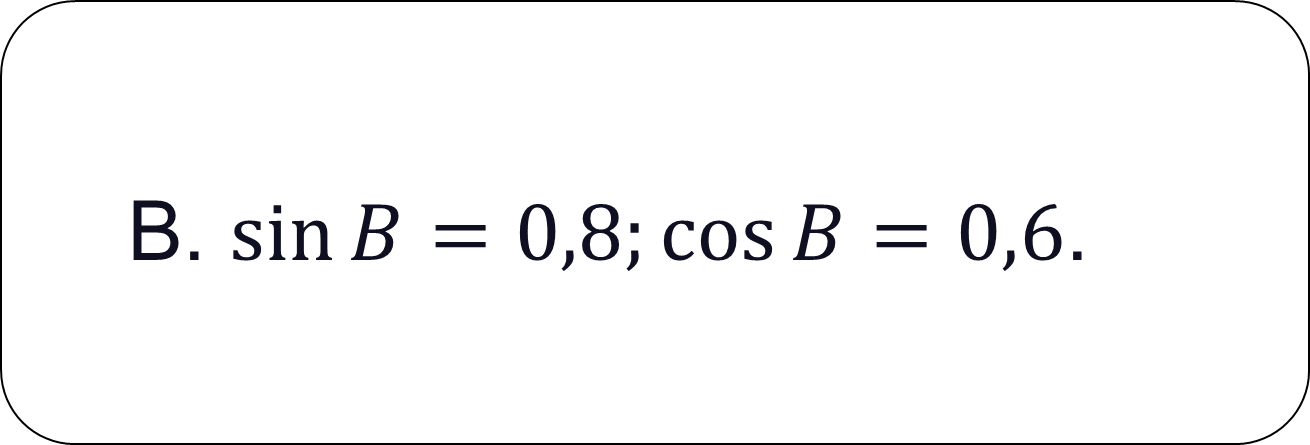 B. sin B = 0,8; cos B = 0,6.